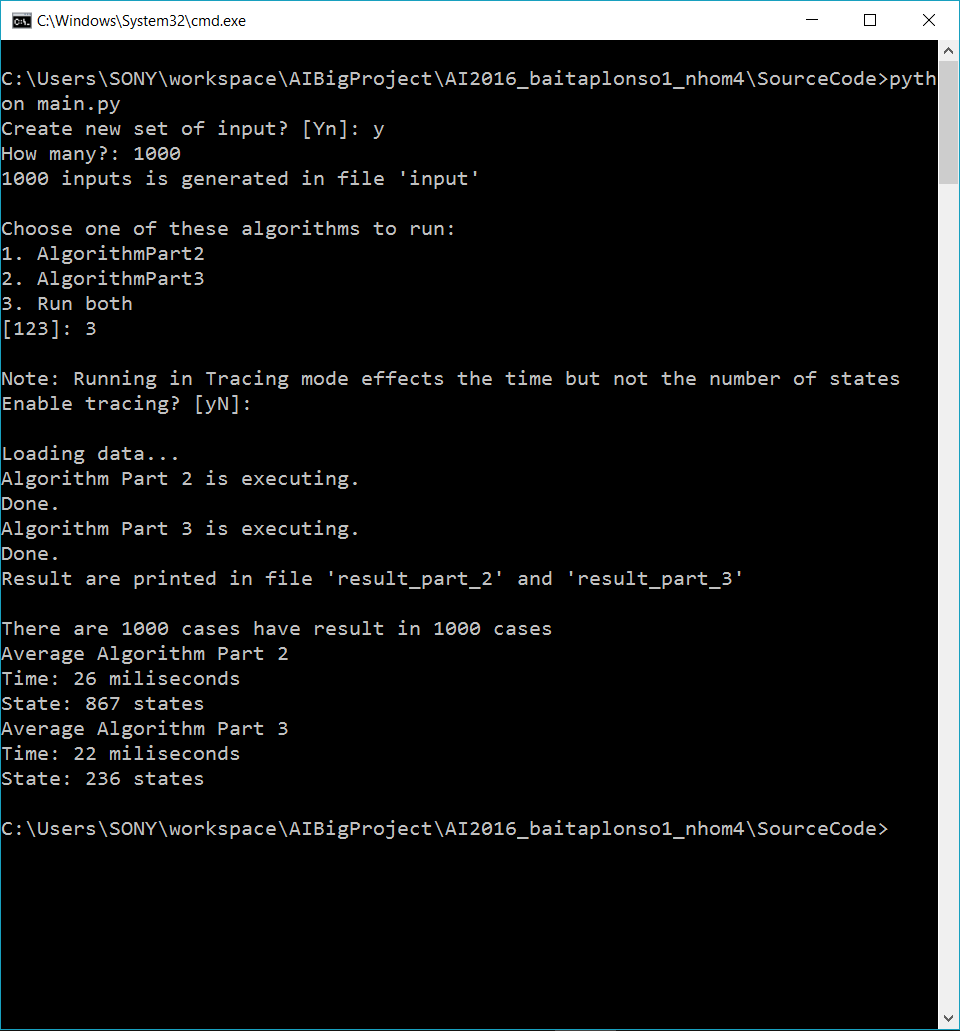 C:\Windows\System32\cmd.exe
C:\Users\SONY\workspace\AIBigProject\AI2016_baitaplonso1_nhom4\SourceCode>pyth
on main.py
Create new set of input? [Yn]: y
How many?: 1000
1000 inputs is generated in file 'input'
Choose one of these algorithms to run:
1. AlgorithmPart2
2. AlgorithmPart3
3. Run both
[123]: 3
Note: Running in Tracing mode effects the time but not the number of states
Enable tracing? [yN]:
Loading data...
Algorithm Part 2 is executing.
Done.
Algorithm Part 3 is executing.
Done.
Result are printed in file 'result_part_2' and 'result_part_3'
There are 1000 cases have result in 1000 cases
Average Algorithm Part 2
Time: 26 miliseconds
State: 867 states
Average Algorithm Part 3
Time: 22 miliseconds
State: 236 states
C:\Users\SONY\workspace\AIBigProject\AI2016_baitaplonso1_nhom4\SourceCode>